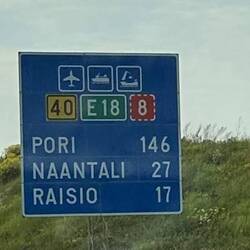 40 E18 8
PORI 146
NAANTALI 27
RAISIO 17